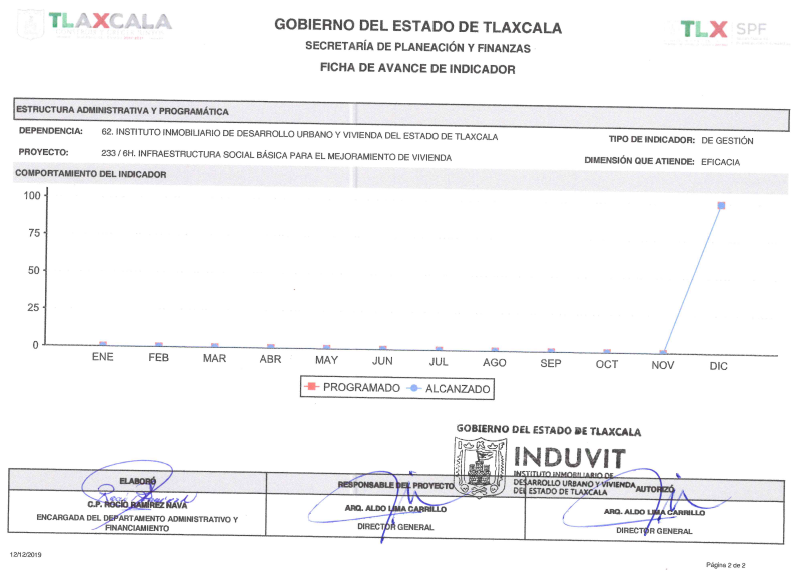 TLAXCALA
GOBIERNO DEL ESTADO DE TLAXCALA
SECRETARÍA DE PLANEACIÓN Y FINANZAS
FICHA DE AVANCE DE INDICADOR
TLX SPF
ESTRUCTURA ADMINISTRATIVA Y PROGRAMÁTICA
DEPENDENCIA: 62. INSTITUTO INMOBILIARIO DE DESARROLLO URBANO Y VIVIENDA DEL ESTADO DE TLAXCALA
TIPO DE INDICADOR: DE GESTIÓN
PROYECTO: 233 / 6H. INFRAESTRUCTURA SOCIAL BÁSICA PARA EL MEJORAMIENTO DE VIVIENDA
DIMENSIÓN QUE ATIENDE: EFICACIA
COMPORTAMIENTO DEL INDICADOR
100
75
50
25
0
ENE FEB MAR ABR MAY JUN JUL AGO SEP OCT NOV DIC
PROGRAMADO ALCANZADO
GOBIERNO DEL ESTADO DE TLAXCALA
INDUVIT
INSTITUTO INMOBILIARIO DE
DESARROLLO URBANO Y VIVIENDA
DEL ESTADO DE TLAXCALA
ELABORÓ
C.P. ROCIO RAMIREZ NAVA
ENCARGADA DEL DEPARTAMENTO ADMINISTRATIVO Y
FINANCIAMIENTO
RESPONSABLE DEL PROYECTO
ARQ. ALDO LIMA CARRILLO
DIRECTOR GENERAL
AUTORIZÓ
ARQ. ALDO LIMA CARRILLO
DIRECTOR GENERAL
12/12/2019
Página 2 de 2